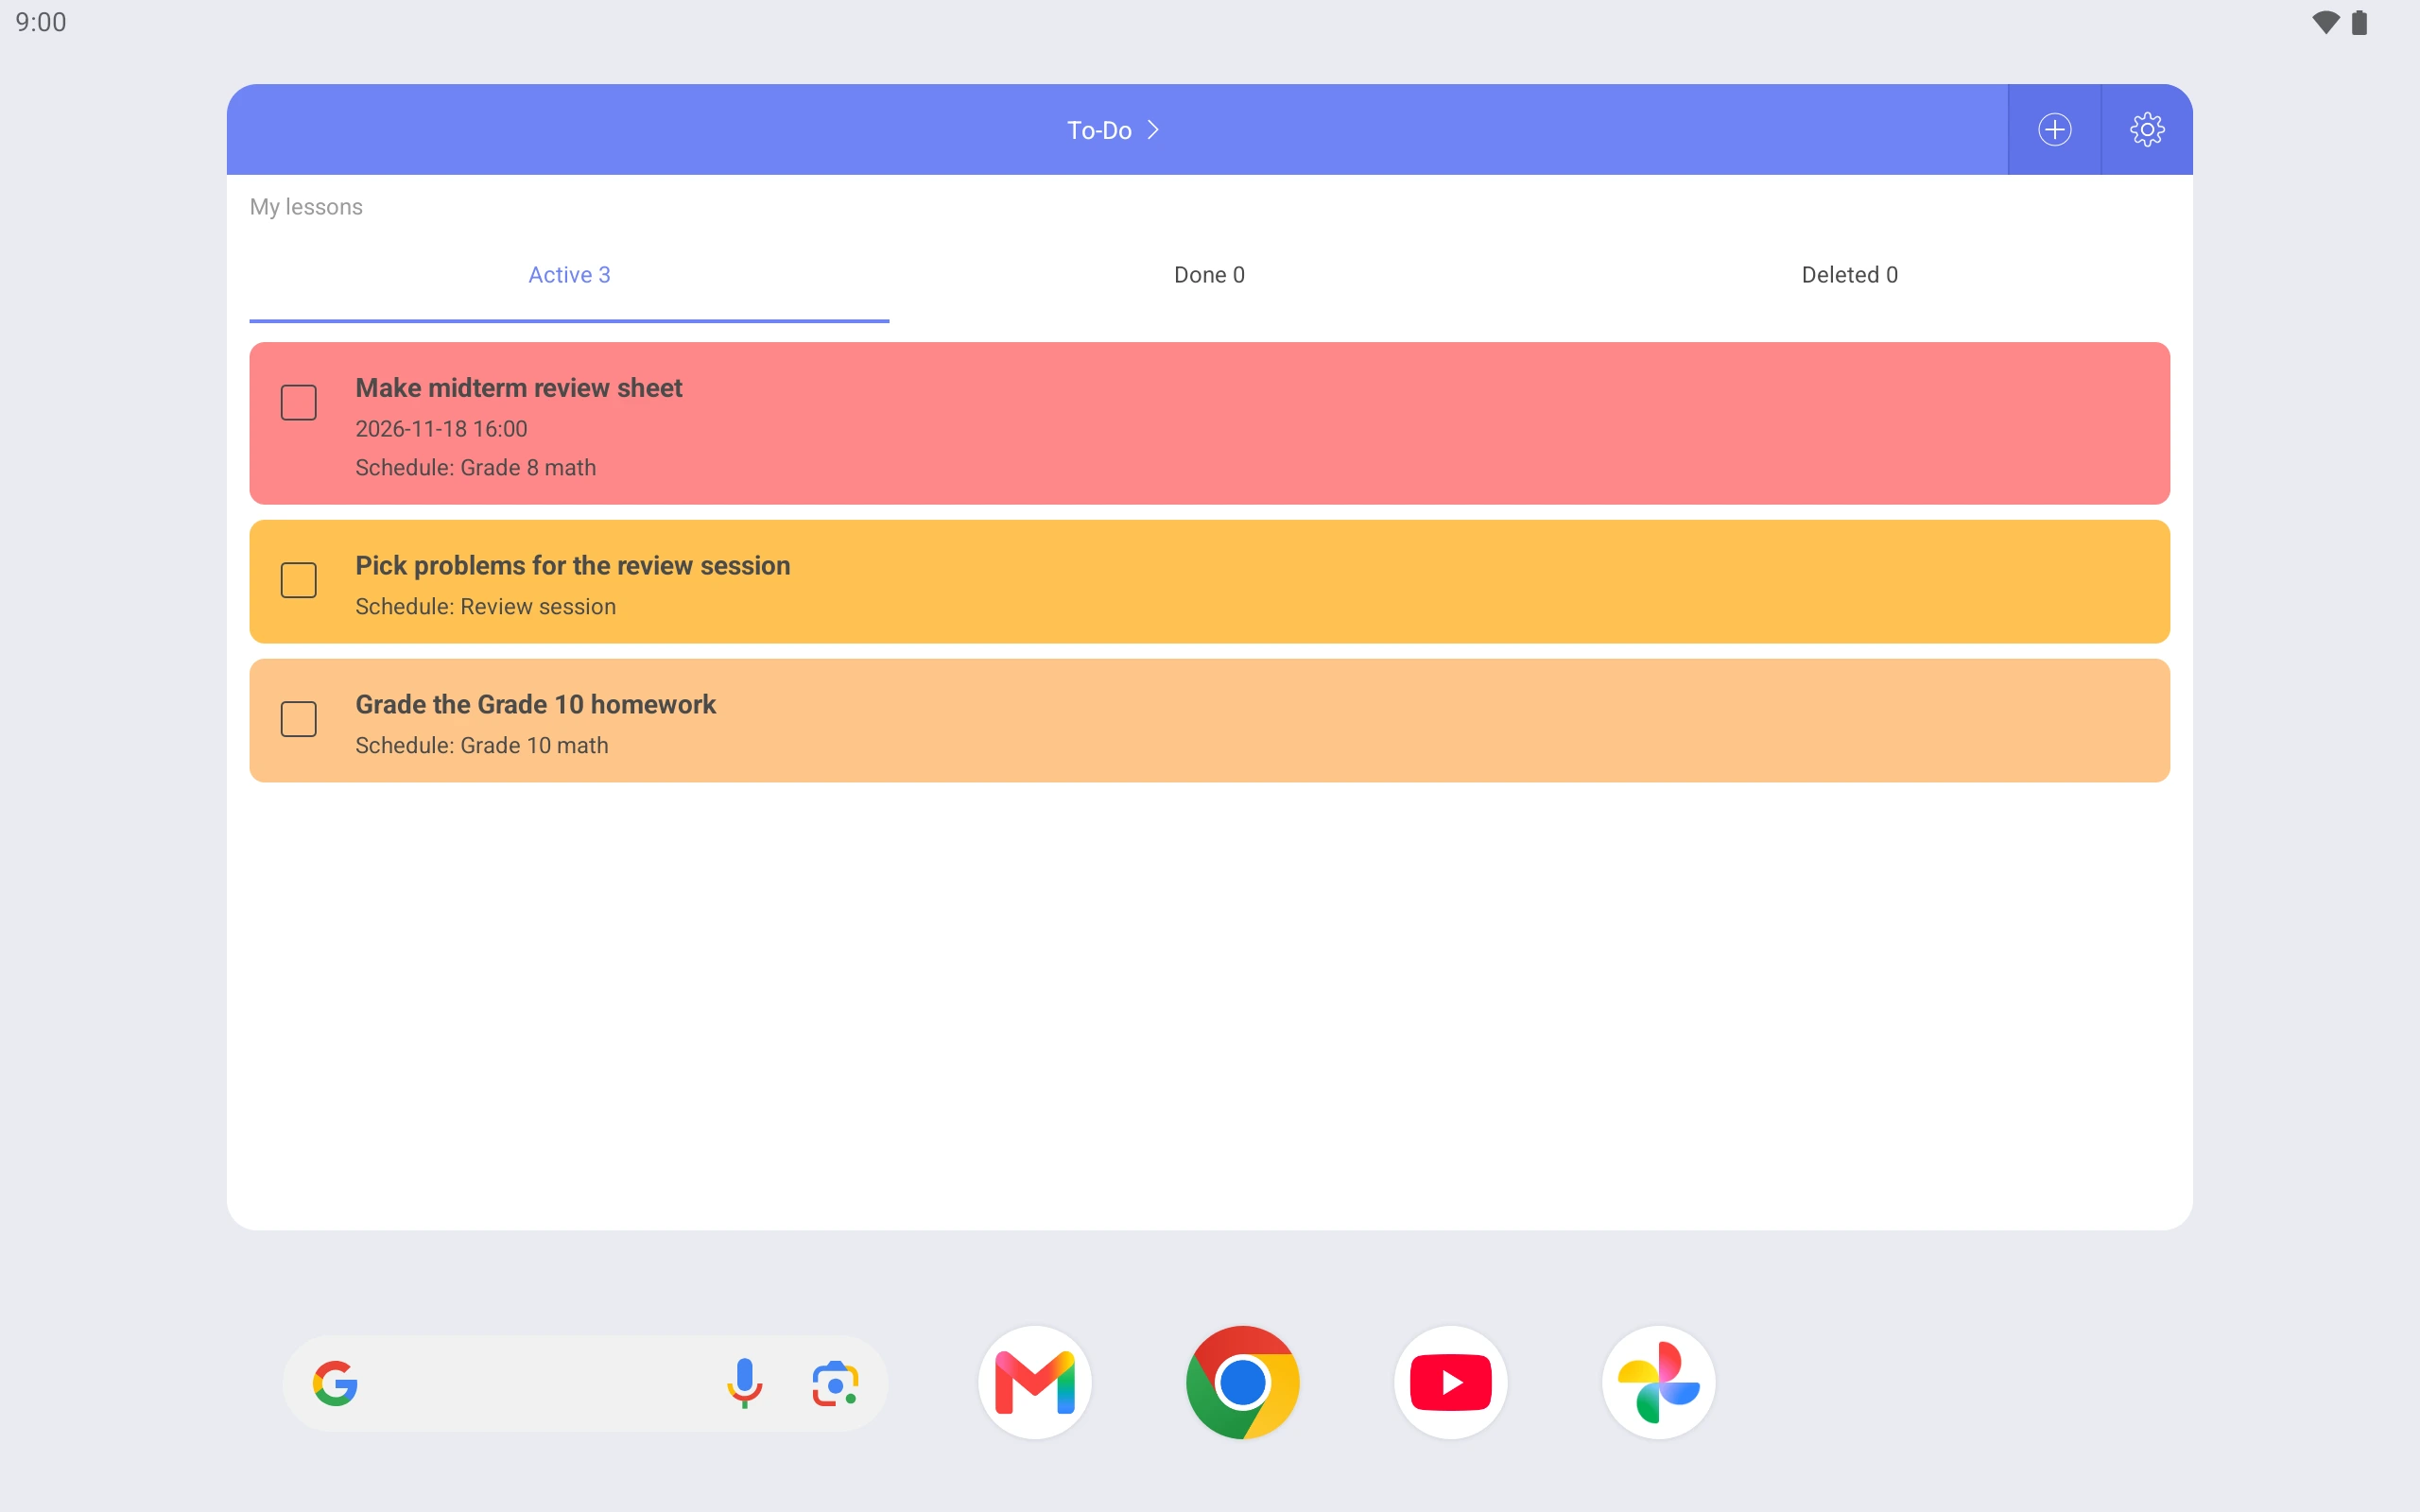 9:00
To-Do
My lessons
Active 3
Done 0
Deleted 0
Make midterm review sheet
2026-11-18 16:00
Schedule: Grade 8 math
Pick problems for the review session
Schedule: Review session
Grade the Grade 10 homework
Schedule: Grade 10 math